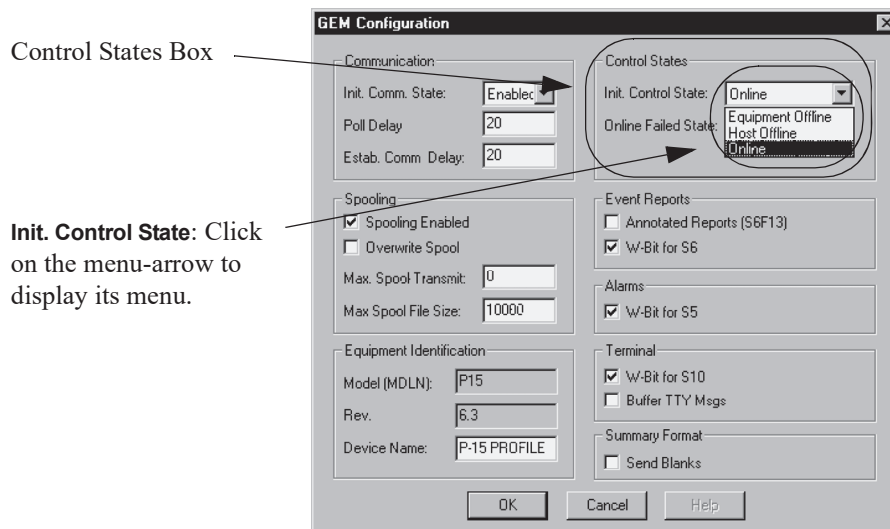 GEM Configuration
Control States Box
Communication
Init. Comm. State: Enabled
Poll Delay 20
Estab. Comm Delay: 20
Control States
Init. Control State: Online
Equipment Offline
Host Offline
Online
Online Failed State:
Init. Control State: Click
on the menu-arrow to
display its menu.
Spooling
Spooling Enabled
Overwrite Spool
Max. Spool Transmit: 0
Max Spool File Size: 10000
Event Reports
Annotated Reports (S6F13)
W-Bit for S6
Alarms
W-Bit for S5
Equipment Identification
Model (MDLN): P15
Rev. 6.3
Device Name: P-15 PROFILE
Terminal
W-Bit for S10
Buffer TTY Msgs
Summary Format
Send Blanks
OK Cancel Help